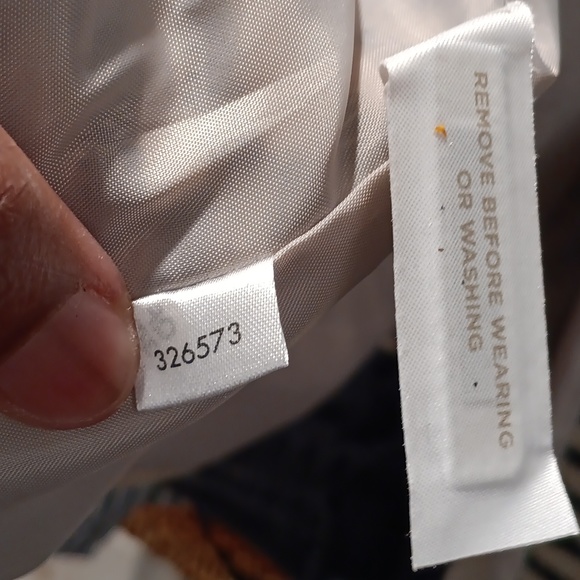 326573
REMOVE BEFORE WEARING
OR WASHING